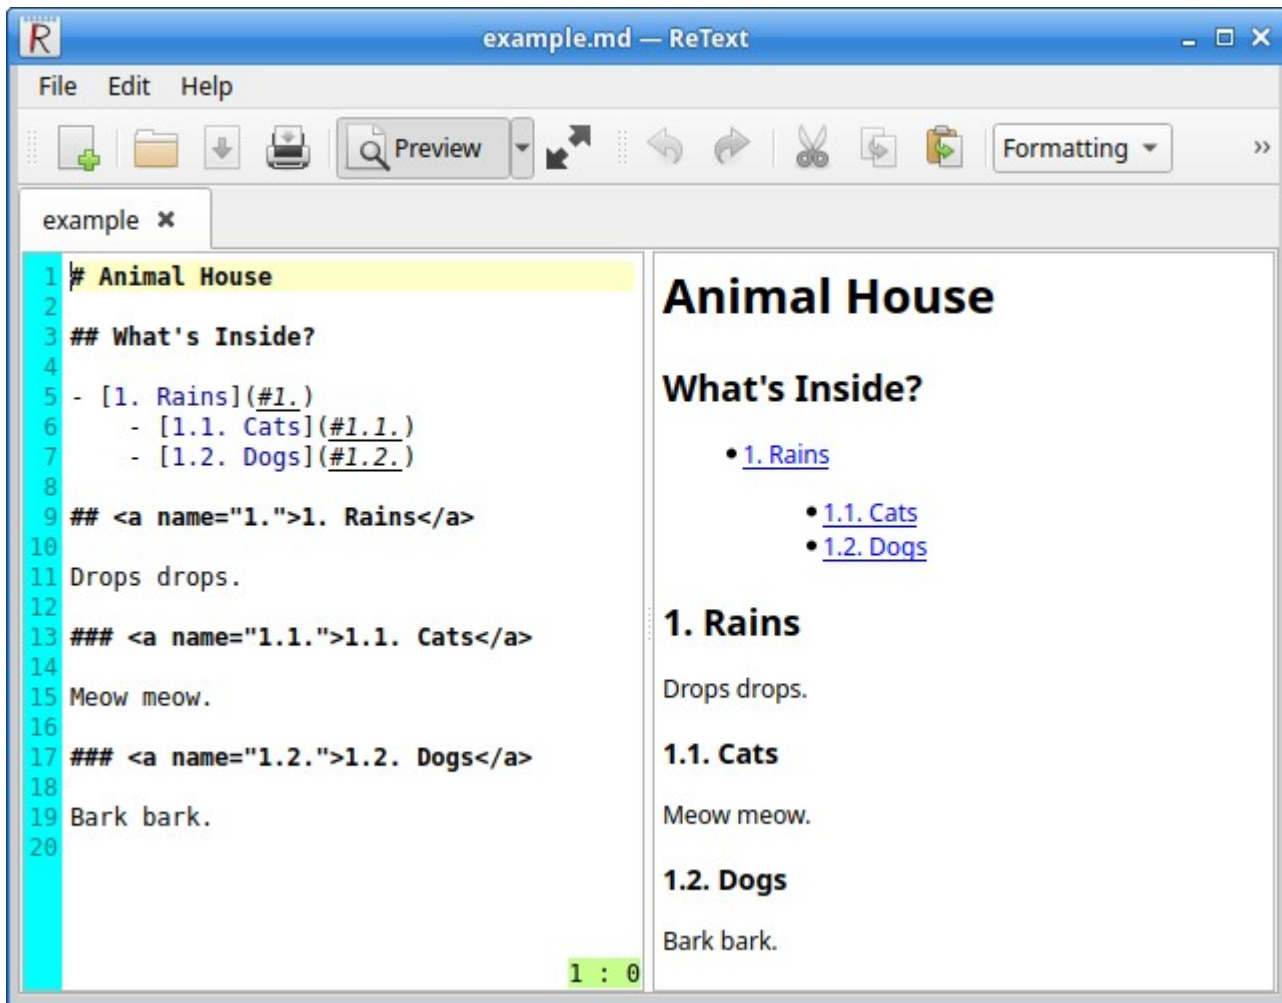 R example.md — ReText
File Edit Help
Preview Formatting »
example ✖
1 # Animal House
2
3 ## What's Inside?
4
5 - [1. Rains](#1.)
6     - [1.1. Cats](#1.1.)
7     - [1.2. Dogs](#1.2.)
8
9 ## <a name="1.">1. Rains</a>
10
11 Drops drops.
12
13 ### <a name="1.1.">1.1. Cats</a>
14
15 Meow meow.
16
17 ### <a name="1.2.">1.2. Dogs</a>
18
19 Bark bark.
20
1 : 0
Animal House
What's Inside?
• 1. Rains
• 1.1. Cats
• 1.2. Dogs
1. Rains
Drops drops.
1.1. Cats
Meow meow.
1.2. Dogs
Bark bark.